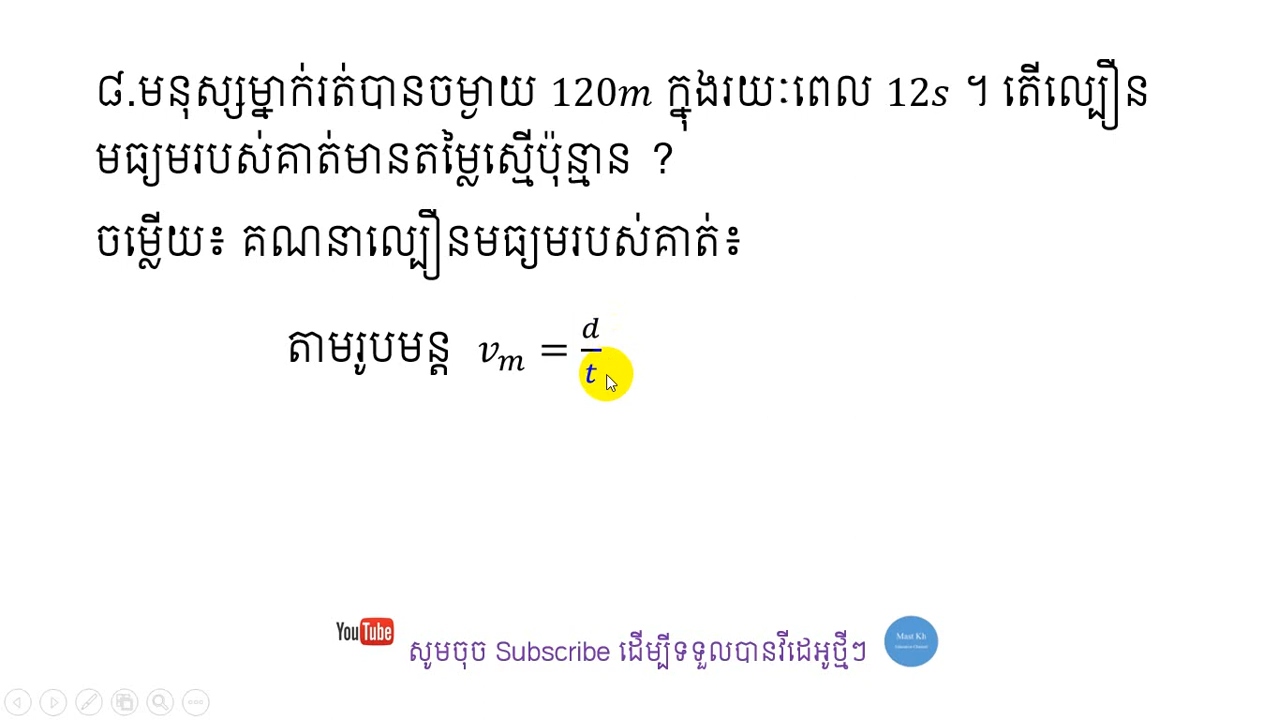 ៨.មនុស្សម្នាក់រត់បានចម្ងាយ 120m ក្នុងរយៈពេល 12s ។ តើល្បឿន
មធ្យមរបស់គាត់មានតម្លៃស្មើប៉ុន្មាន ?
ចម្លើយ៖ គណនាល្បឿនមធ្យមរបស់គាត់៖
តាមរូបមន្ត vₘ = d/t
YouTube
សូមចុច Subscribe ដើម្បីទទួលបានវីដេអូថ្មីៗ
Mast Kh